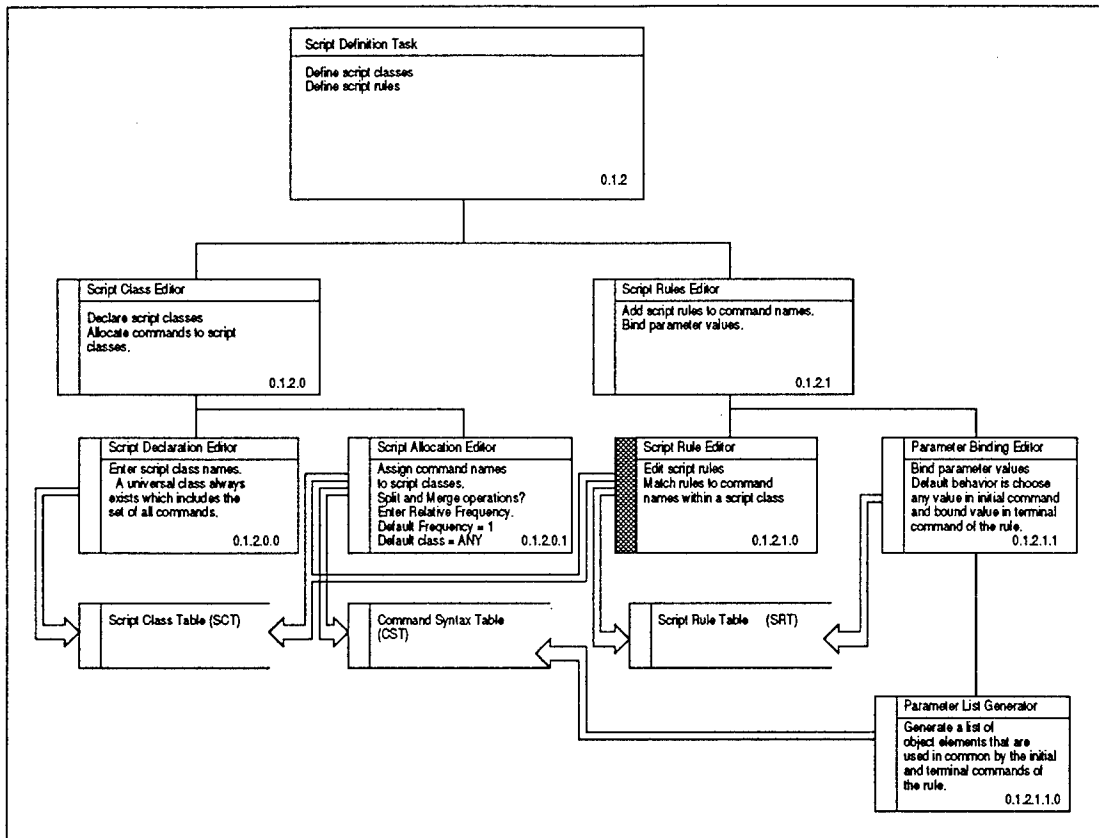 Script Definition Task
Define script classes
Define script rules
0.1.2
Script Class Editor
Declare script classes
Allocate commands to script
classes.
0.1.2.0
Script Rules Editor
Add script rules to command names.
Bind parameter values.
0.1.2.1
Script Declaration Editor
Enter script class names.
A universal class always
exists which includes the
set of all commands.
0.1.2.0.0
Script Allocation Editor
Assign command names
to script classes.
Split and Merge operations?
Enter Relative Frequency.
Default Frequency = 1
Default class = ANY
0.1.2.0.1
Script Rule Editor
Edit script rules
Match rules to command
names within a script class
0.1.2.1.0
Parameter Binding Editor
Bind parameter values
Default behavior is choose
any value in initial command
and bound value in terminal
command of the rule.
0.1.2.1.1
Script Class Table (SCT)
Command Syntax Table
(CST)
Script Rule Table (SRT)
Parameter List Generator
Generate a list of
object elements that are
used in common by the initial
and terminal commands of
the rule.
0.1.2.1.1.0